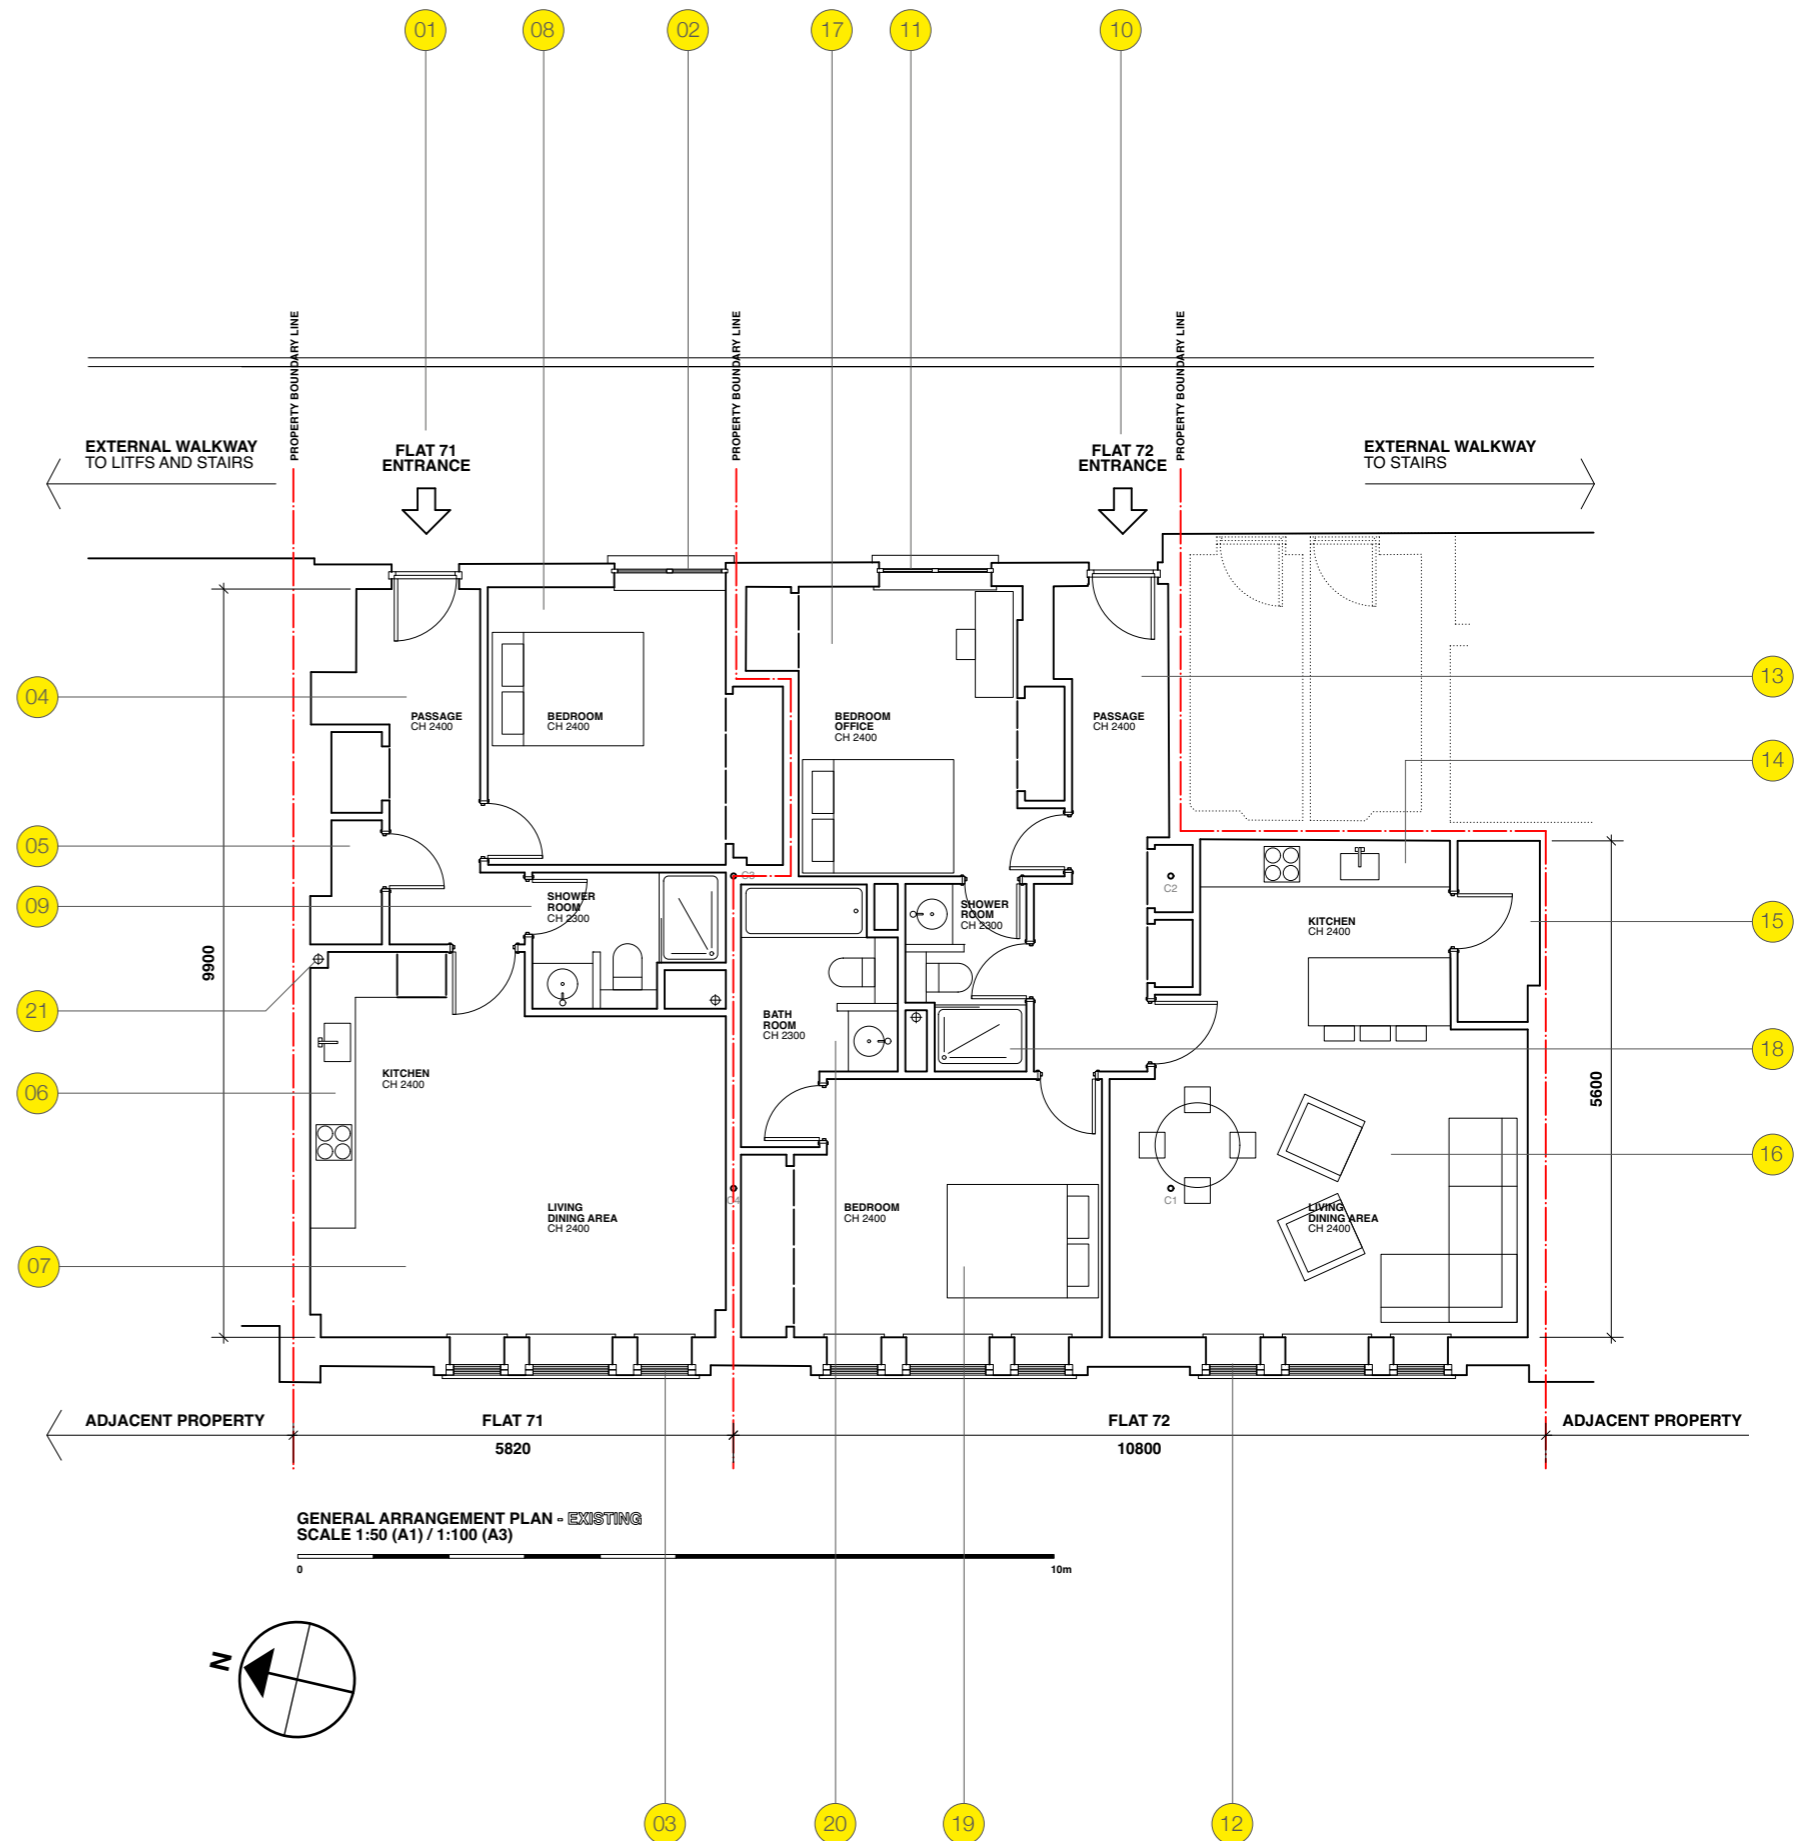 01
08
02
17
11
10
PROPERTY BOUNDARY LINE
PROPERTY BOUNDARY LINE
PROPERTY BOUNDARY LINE
EXTERNAL WALKWAY
TO LITFS AND STAIRS
FLAT 71
ENTRANCE
FLAT 72
ENTRANCE
EXTERNAL WALKWAY
TO STAIRS
04
PASSAGE
CH 2400
BEDROOM
CH 2400
BEDROOM
OFFICE
CH 2400
PASSAGE
CH 2400
13
14
05
09
SHOWER
ROOM
CH 2300
C3
SHOWER
ROOM
CH 2300
C2
KITCHEN
CH 2400
15
9900
21
BATH
ROOM
CH 2300
18
06
KITCHEN
CH 2400
5600
16
LIVING
DINING AREA
CH 2400
C4
BEDROOM
CH 2400
C1
LIVING
DINING AREA
CH 2400
07
ADJACENT PROPERTY
FLAT 71
5820
FLAT 72
10800
ADJACENT PROPERTY
GENERAL ARRANGEMENT PLAN - EXISTING
SCALE 1:50 (A1) / 1:100 (A3)
0
10m
N
03
20
19
12